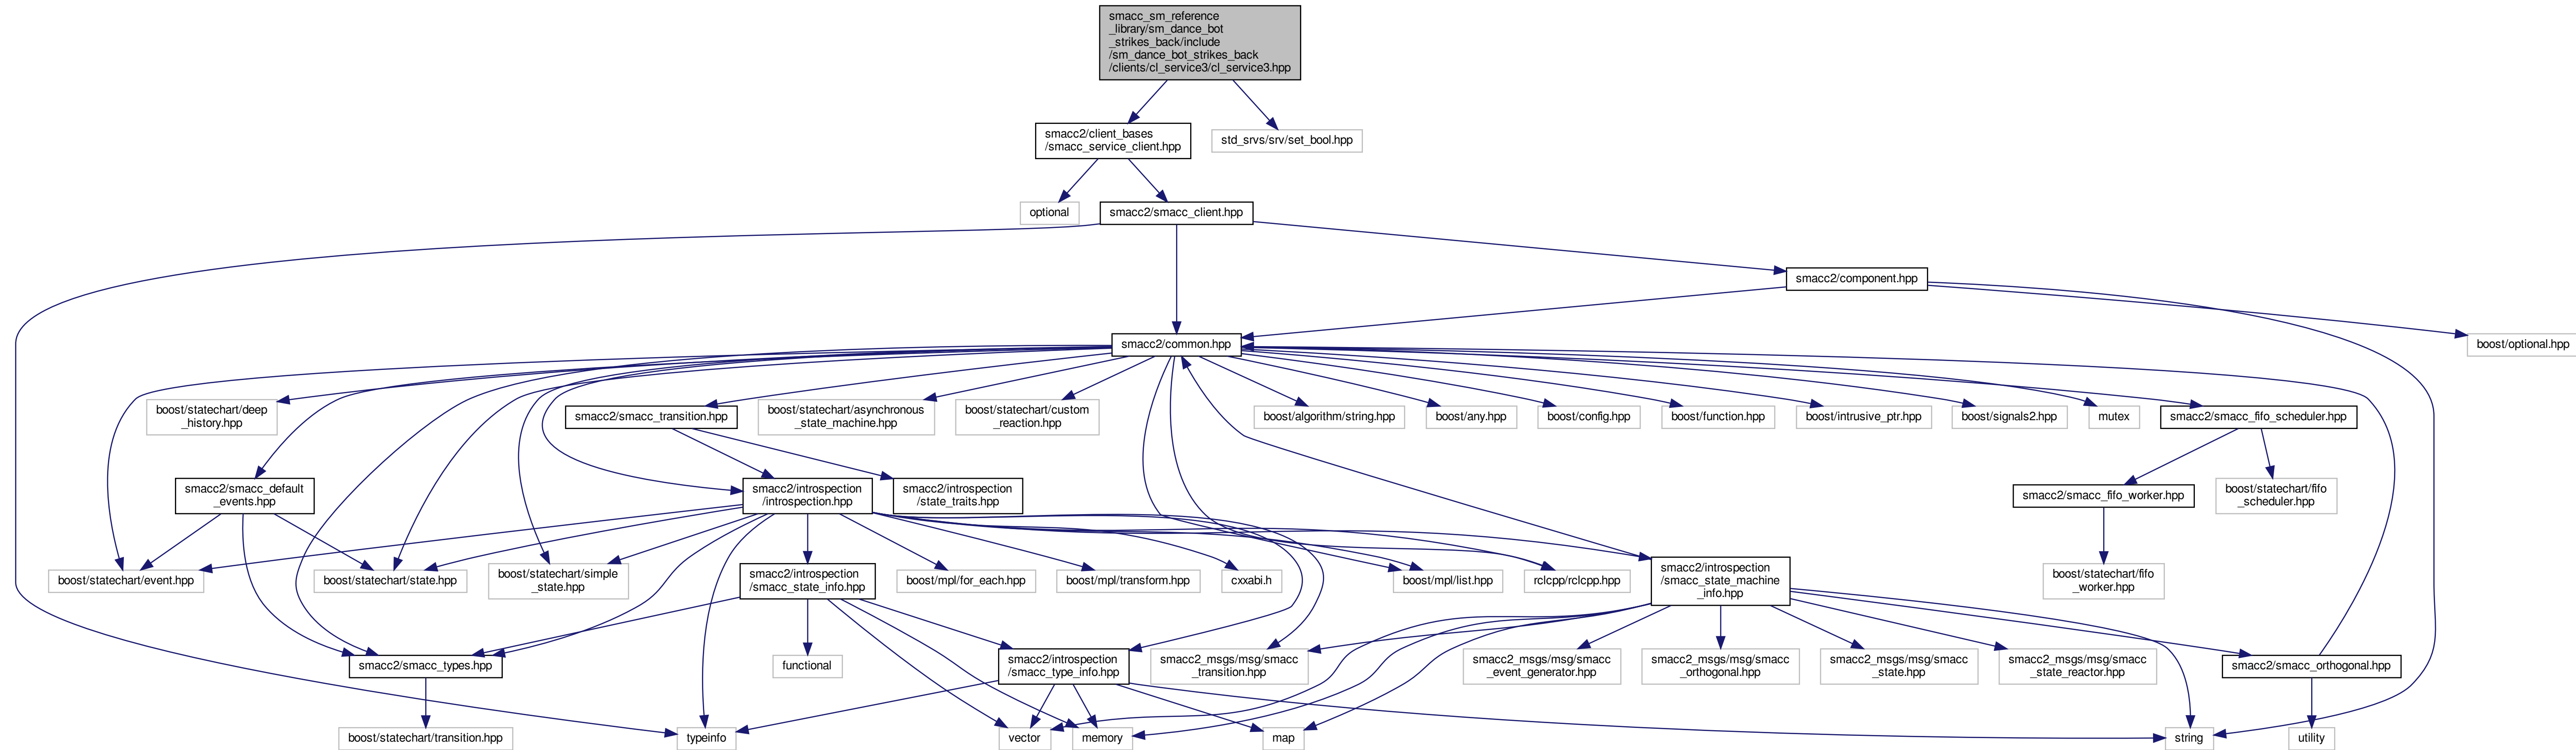 smacc_sm_reference
_library/sm_dance_bot
_strikes_back/include
/sm_dance_bot_strikes_back
/clients/cl_service3/cl_service3.hpp
smacc2/client_bases
/smacc_service_client.hpp
std_srvs/srv/set_bool.hpp
optional
smacc2/smacc_client.hpp
smacc2/component.hpp
smacc2/common.hpp
boost/optional.hpp
boost/statechart/deep
_history.hpp
smacc2/smacc_transition.hpp
boost/statechart/asynchronous
_state_machine.hpp
boost/statechart/custom
_reaction.hpp
boost/algorithm/string.hpp
boost/any.hpp
boost/config.hpp
boost/function.hpp
boost/intrusive_ptr.hpp
boost/signals2.hpp
mutex
smacc2/smacc_fifo_scheduler.hpp
smacc2/smacc_default
_events.hpp
smacc2/introspection
/introspection.hpp
smacc2/introspection
/state_traits.hpp
smacc2/smacc_fifo_worker.hpp
boost/statechart/fifo
_scheduler.hpp
boost/statechart/event.hpp
boost/statechart/state.hpp
boost/statechart/simple
_state.hpp
smacc2/introspection
/smacc_state_info.hpp
boost/mpl/for_each.hpp
boost/mpl/transform.hpp
cxxabi.h
boost/mpl/list.hpp
rclcpp/rclcpp.hpp
smacc2/introspection
/smacc_state_machine
_info.hpp
boost/statechart/fifo
_worker.hpp
smacc2/smacc_types.hpp
functional
smacc2/introspection
/smacc_type_info.hpp
smacc2_msgs/msg/smacc
_transition.hpp
smacc2_msgs/msg/smacc
_event_generator.hpp
smacc2_msgs/msg/smacc
_orthogonal.hpp
smacc2_msgs/msg/smacc
_state.hpp
smacc2_msgs/msg/smacc
_state_reactor.hpp
smacc2/smacc_orthogonal.hpp
boost/statechart/transition.hpp
typeinfo
vector
memory
map
string
utility